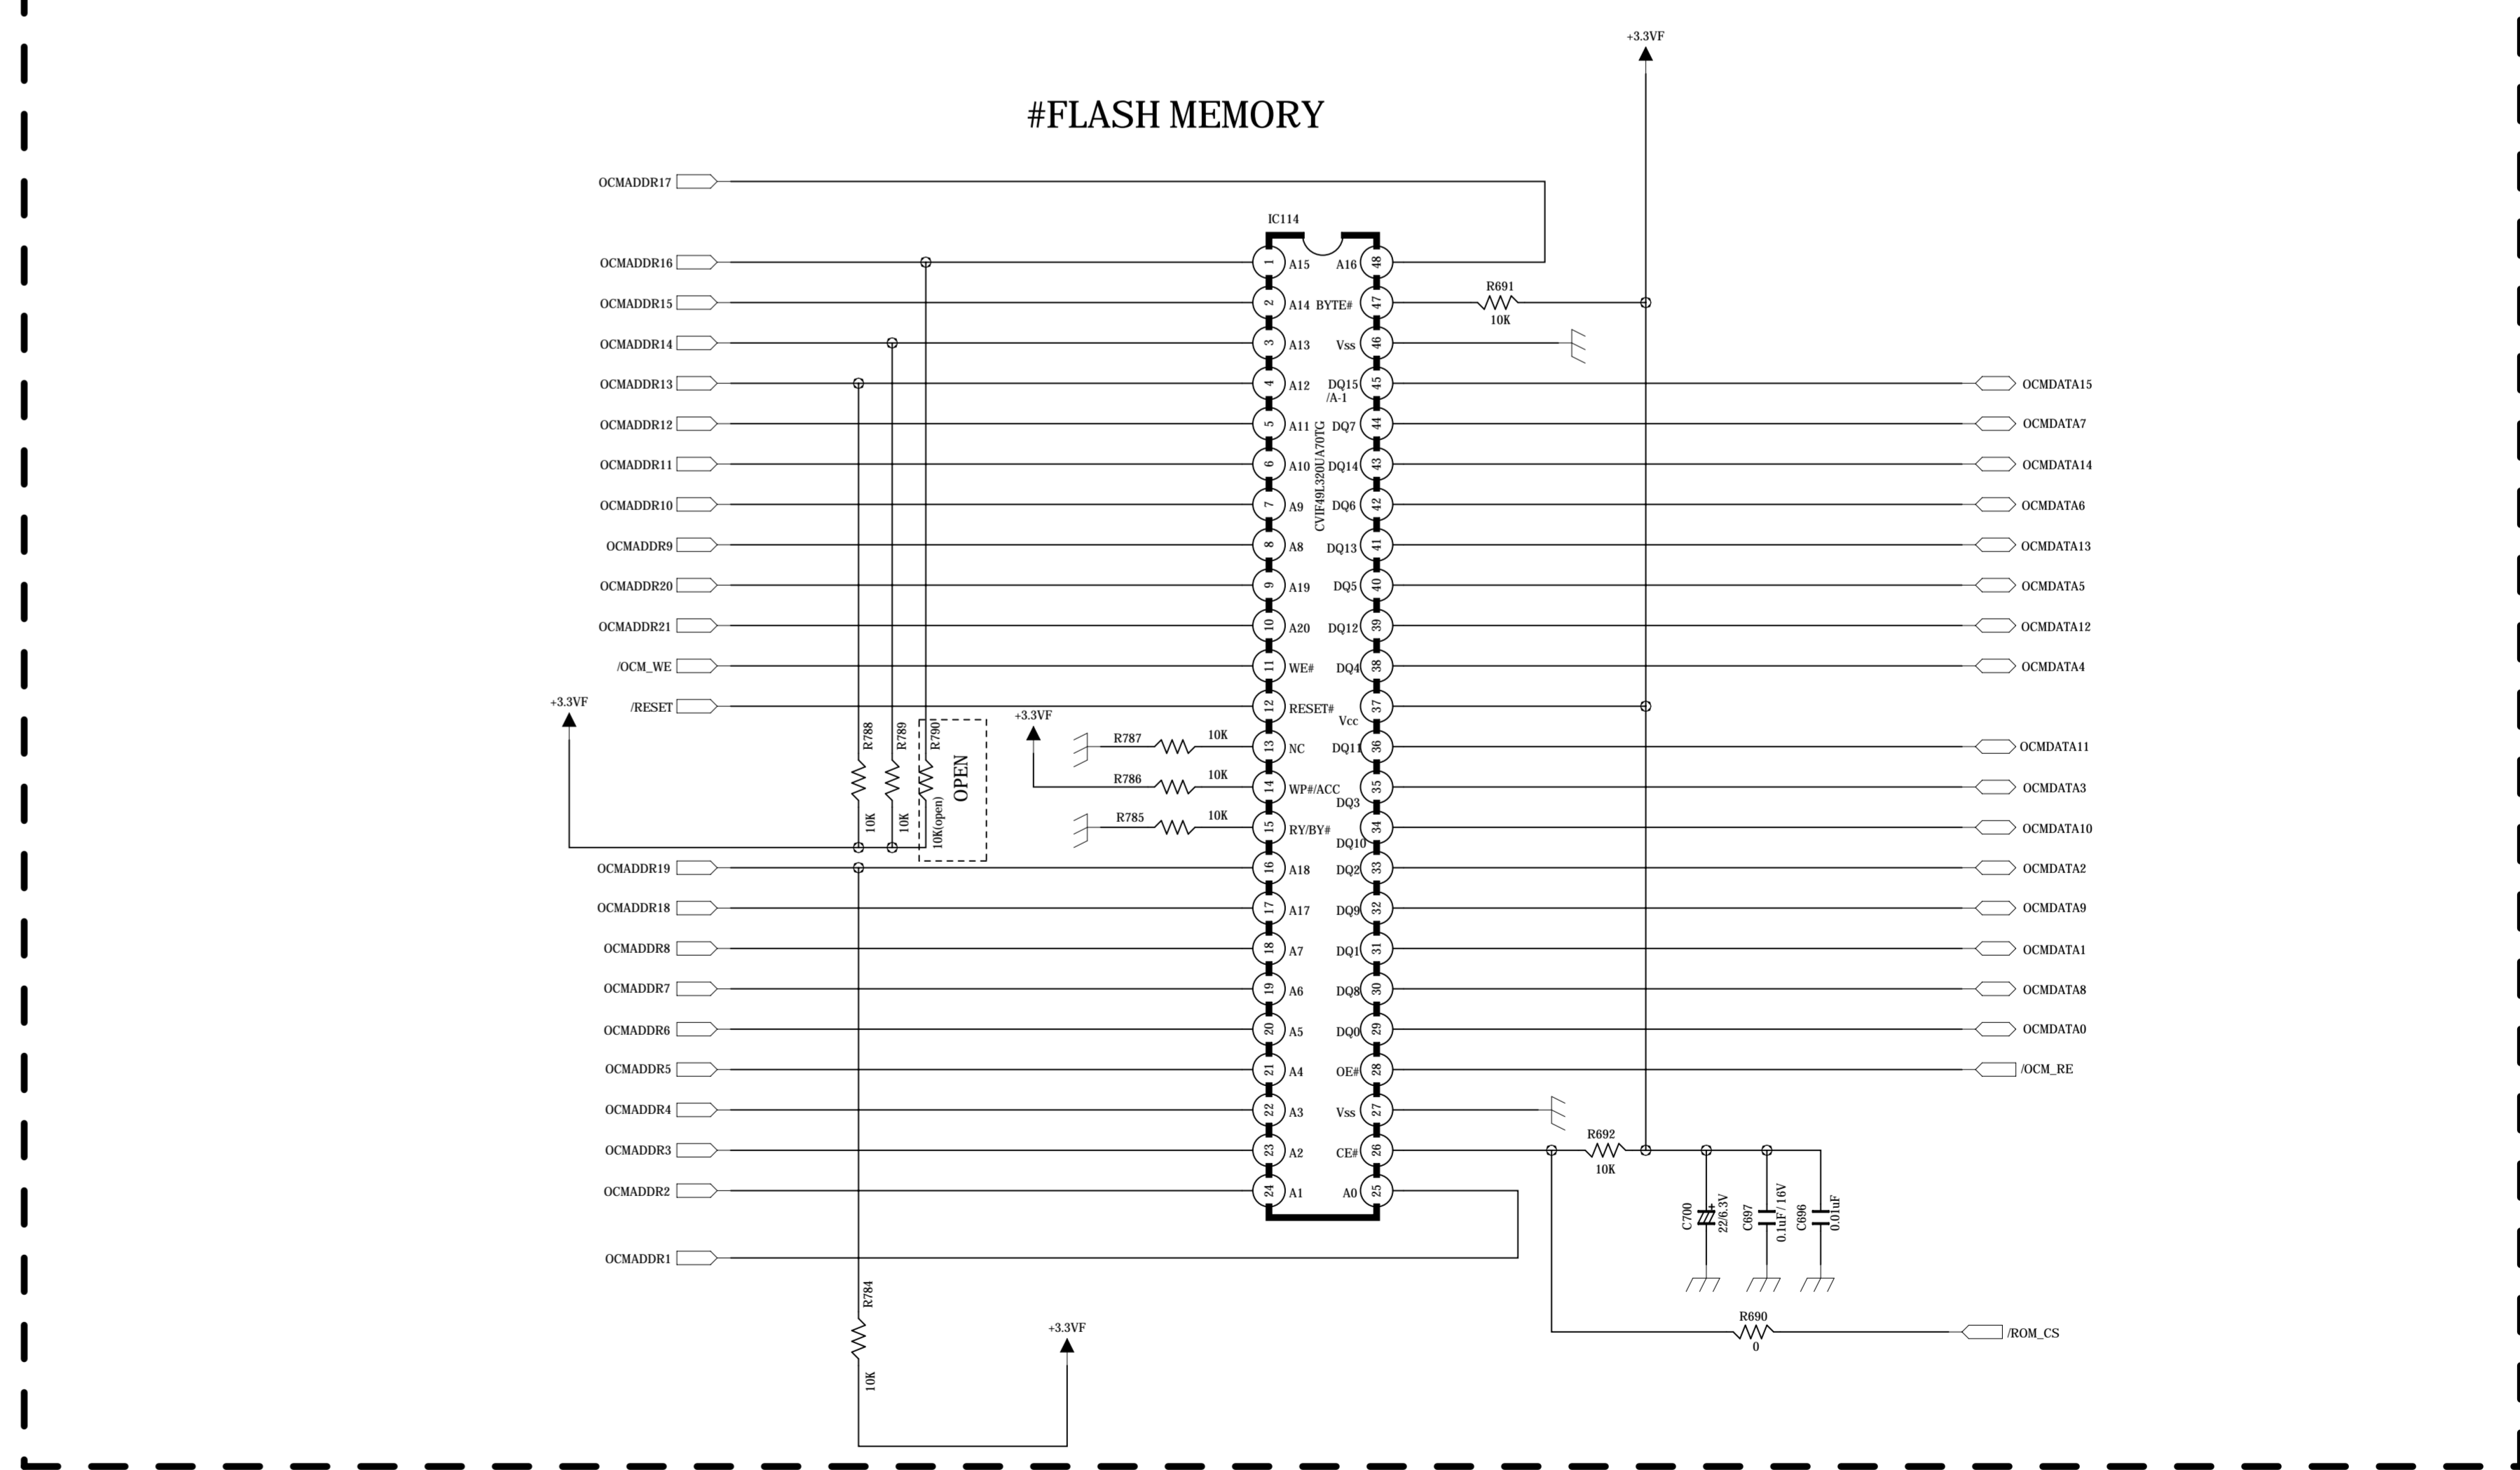 +3.3VF
#FLASH MEMORY
OCMADDR17
IC114
OCMADDR16 1 A15 A16 48
R691
OCMADDR15 2 A14 BYTE# 47
10K
OCMADDR14 3 A13 Vss 46
OCMADDR13 4 A12 DQ15 45 OCMDATA15
/A-1
OCMADDR12 5 A11 DQ7 44 OCMDATA7
CVIF49L320UA70TG
OCMADDR11 6 A10 DQ14 43 OCMDATA14
OCMADDR10 7 A9 DQ6 42 OCMDATA6
OCMADDR9 8 A8 DQ13 41 OCMDATA13
OCMADDR20 9 A19 DQ5 40 OCMDATA5
OCMADDR21 10 A20 DQ12 39 OCMDATA12
/OCM_WE 11 WE# DQ4 38 OCMDATA4
+3.3VF
/RESET 12 RESET# Vcc 37
+3.3VF
R788
R789
R790
OPEN
10K
10K
10K(open)
R787 10K 13 NC DQ11 36 OCMDATA11
R786 10K 14 WP#/ACC DQ3 35 OCMDATA3
R785 10K 15 RY/BY# DQ10 34 OCMDATA10
OCMADDR19 16 A18 DQ2 33 OCMDATA2
OCMADDR18 17 A17 DQ9 32 OCMDATA9
OCMADDR8 18 A7 DQ1 31 OCMDATA1
OCMADDR7 19 A6 DQ8 30 OCMDATA8
OCMADDR6 20 A5 DQ0 29 OCMDATA0
OCMADDR5 21 A4 OE# 28 /OCM_RE
OCMADDR4 22 A3 Vss 27
R692
OCMADDR3 23 A2 CE# 26
10K
OCMADDR2 24 A1 A0 25
C700
+
22/6.3V
C697
0.1uF/16V
C696
0.01uF
OCMADDR1
R784
10K
+3.3VF
R690
0
/ROM_CS